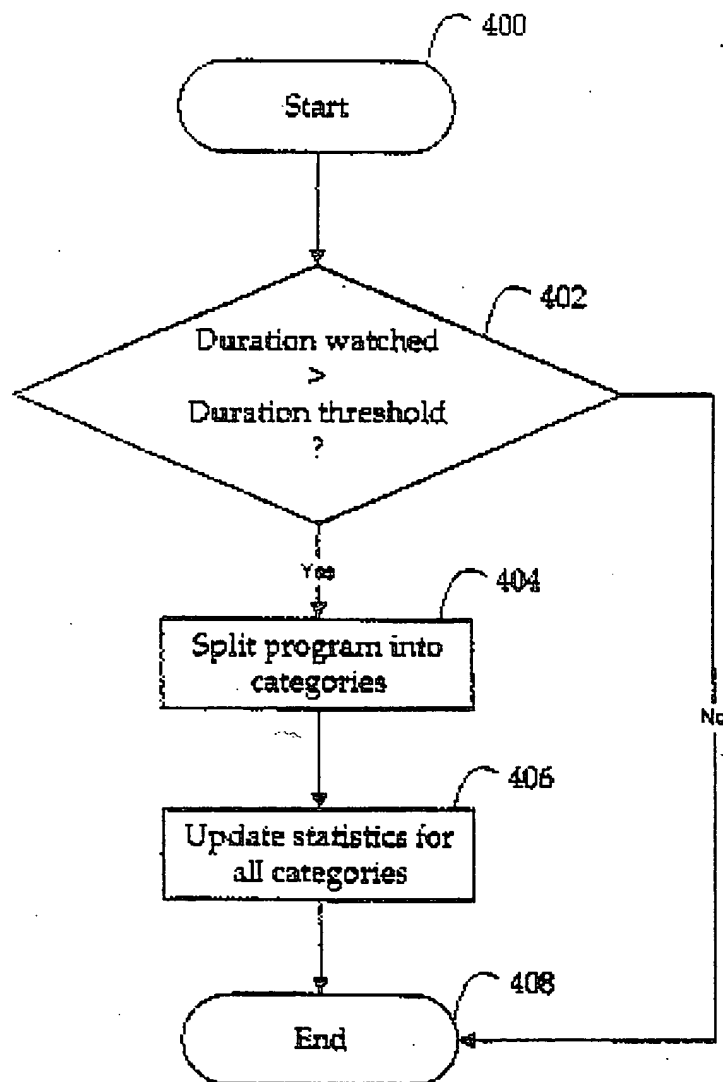 400
Start
402
Duration watched
>
Duration threshold
?
Yes
404
Split program into
categories
No
406
Update statistics for
all categories
408
End